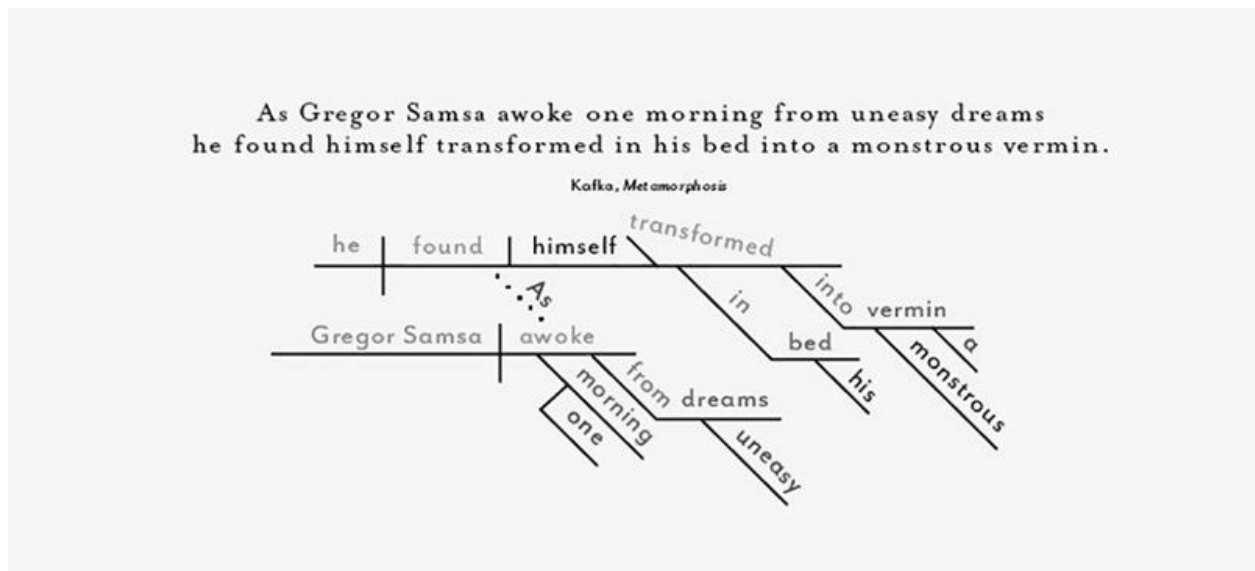 As Gregor Samsa awoke one morning from uneasy dreams
he found himself transformed in his bed into a monstrous vermin.
Kafka, Metamorphosis
he found himself transformed
As
in
into
vermin
a
monstrous
bed
his
Gregor Samsa awoke
morning
one
from
dreams
uneasy